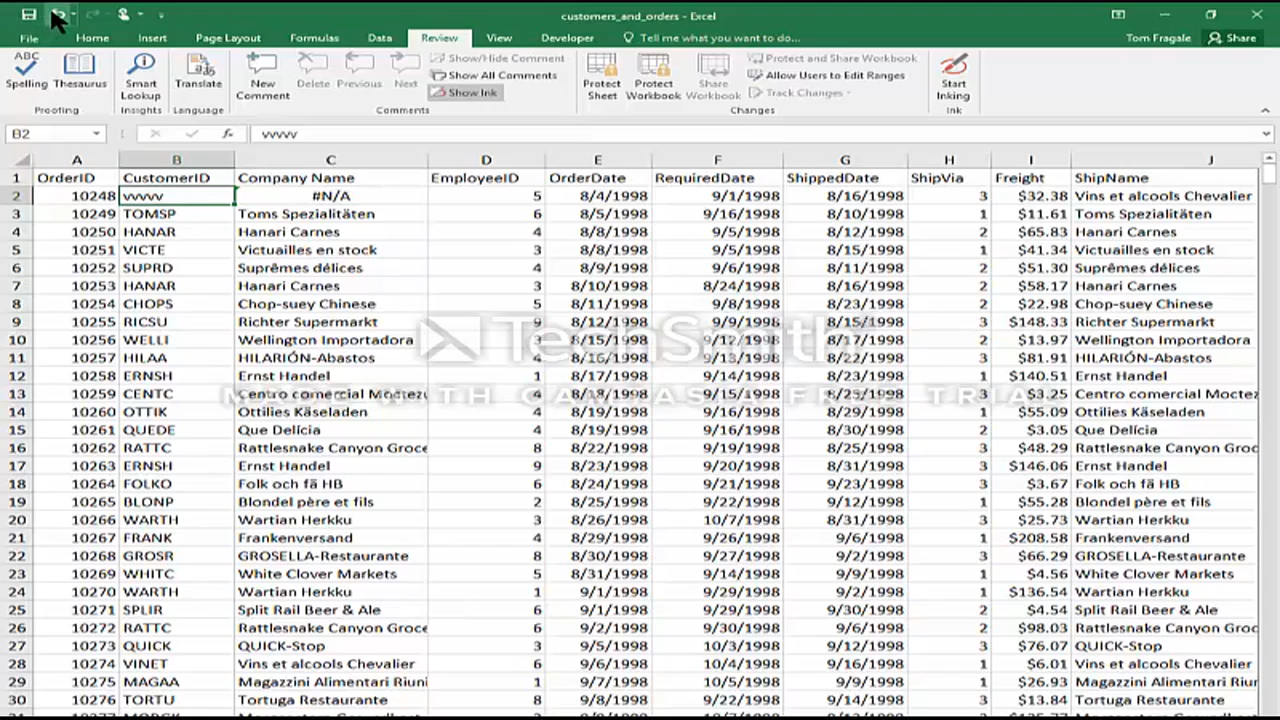 customers_and_orders - Excel
File Home Insert Page Layout Formulas Data Review View Developer Tell me what you want to do... Tom Fragale Share
ABC
Spelling Thesaurus Smart Lookup Translate New Comment Delete Previous Next Show/Hide Comment Show All Comments Show Ink Protect Sheet Protect Workbook Share Workbook Protect and Share Workbook Allow Users to Edit Ranges Track Changes Start Inking
Proofing Insights Language Comments Changes Ink
B2 fx vvvvv
A B C D E F G H I J
1 OrderID CustomerID Company Name EmployeeID OrderDate RequiredDate ShippedDate ShipVia Freight ShipName
2 10248 vvvvv #N/A 5 8/4/1998 9/1/1998 8/16/1998 3 $32.38 Vins et alcools Chevalier
3 10249 TOMSP Toms Spezialitäten 6 8/5/1998 9/16/1998 8/10/1998 1 $11.61 Toms Spezialitäten
4 10250 HANAR Hanari Carnes 4 8/8/1998 9/5/1998 8/12/1998 2 $65.83 Hanari Carnes
5 10251 VICTE Victuailles en stock 3 8/8/1998 9/5/1998 8/15/1998 1 $41.34 Victuailles en stock
6 10252 SUPRD Suprêmes délices 4 8/9/1998 9/6/1998 8/11/1998 2 $51.30 Suprêmes délices
7 10253 HANAR Hanari Carnes 3 8/10/1998 8/24/1998 8/16/1998 2 $58.17 Hanari Carnes
8 10254 CHOPS Chop-suey Chinese 5 8/11/1998 9/8/1998 8/23/1998 2 $22.98 Chop-suey Chinese
9 10255 RICSU Richter Supermarkt 9 8/12/1998 9/9/1998 8/15/1998 3 $148.33 Richter Supermarkt
TechSmith
10 10256 WELLI Wellington Importadora 3 8/15/1998 9/12/1998 8/17/1998 2 $13.97 Wellington Importadora
11 10257 HILAA HILARIÓN-Abastos 4 8/16/1998 9/13/1998 8/22/1998 3 $81.91 HILARIÓN-Abastos
12 10258 ERNSH Ernst Handel 1 8/17/1998 9/14/1998 8/23/1998 1 $140.51 Ernst Handel
MADE WITH CAMTASIA FREE TRIAL
13 10259 CENTC Centro comercial Moctezu 4 8/18/1998 9/15/1998 8/25/1998 3 $3.25 Centro comercial Moctez
14 10260 OTTIK Ottilies Käseladen 4 8/19/1998 9/16/1998 8/29/1998 1 $55.09 Ottilies Käseladen
15 10261 QUEDE Que Delícia 4 8/19/1998 9/16/1998 8/30/1998 2 $3.05 Que Delícia
16 10262 RATTC Rattlesnake Canyon Groce 8 8/22/1998 9/19/1998 8/25/1998 3 $48.29 Rattlesnake Canyon Groc
17 10263 ERNSH Ernst Handel 9 8/23/1998 9/20/1998 8/31/1998 3 $146.06 Ernst Handel
18 10264 FOLKO Folk och fä HB 6 8/24/1998 9/21/1998 9/23/1998 3 $3.67 Folk och fä HB
19 10265 BLONP Blondel père et fils 2 8/25/1998 9/22/1998 9/12/1998 1 $55.28 Blondel père et fils
20 10266 WARTH Wartian Herkku 3 8/26/1998 10/7/1998 8/31/1998 3 $25.73 Wartian Herkku
21 10267 FRANK Frankenversand 4 8/29/1998 9/26/1998 9/6/1998 1 $208.58 Frankenversand
22 10268 GROSR GROSELLA-Restaurante 8 8/30/1998 9/27/1998 9/2/1998 3 $66.29 GROSELLA-Restaurante
23 10269 WHITC White Clover Markets 5 8/31/1998 9/14/1998 9/9/1998 1 $4.56 White Clover Markets
24 10270 WARTH Wartian Herkku 1 9/1/1998 9/29/1998 9/2/1998 1 $136.54 Wartian Herkku
25 10271 SPLIR Split Rail Beer & Ale 6 9/1/1998 9/29/1998 9/30/1998 2 $4.54 Split Rail Beer & Ale
26 10272 RATTC Rattlesnake Canyon Groce 6 9/2/1998 9/30/1998 9/6/1998 2 $98.03 Rattlesnake Canyon Groc
27 10273 QUICK QUICK-Stop 3 9/5/1998 10/3/1998 9/12/1998 3 $76.07 QUICK-Stop
28 10274 VINET Vins et alcools Chevalier 6 9/6/1998 10/4/1998 9/16/1998 1 $6.01 Vins et alcools Chevalier
29 10275 MAGAA Magazzini Alimentari Riuni 1 9/7/1998 10/5/1998 9/9/1998 1 $26.93 Magazzini Alimentari Riur
30 10276 TORTU Tortuga Restaurante 8 9/8/1998 9/22/1998 9/14/1998 3 $13.84 Tortuga Restaurante